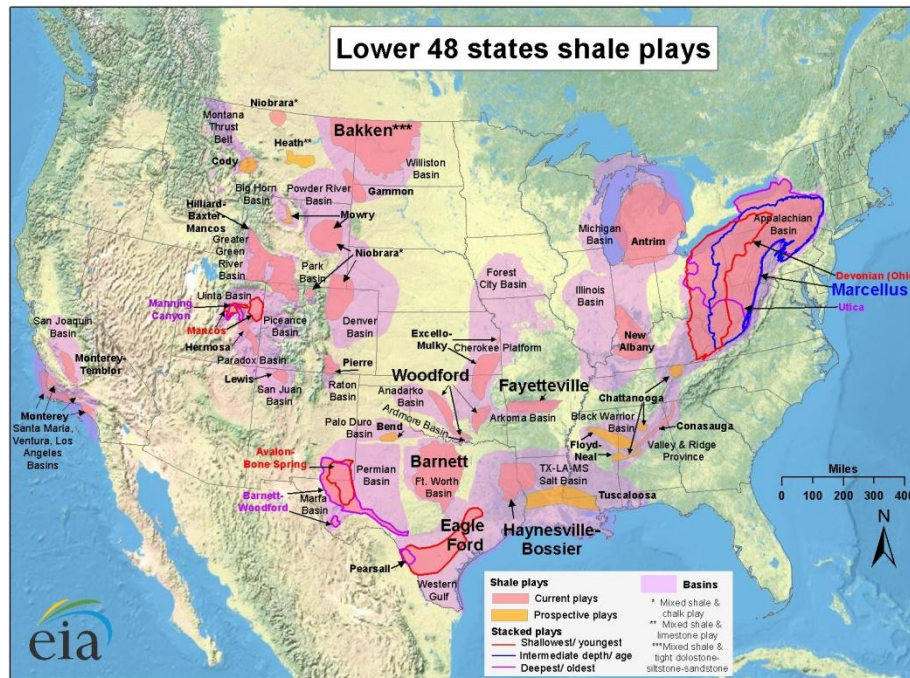 Lower 48 states shale plays
Niobrara*
Montana
Thrust
Belt
Heath**
Bakken***
Cody
Williston
Basin
Big Horn
Basin
Powder River
Basin
Gammon
Hilliard-
Baxter-
Mancos
Mowry
Greater
Green
River
Basin
Niobrara*
Park
Basin
Michigan
Basin
Antrim
Appalachian
Basin
Devonian (Ohio
Marcellus
Utica
Forest
City Basin
Illinois
Basin
Uinta Basin
Manning
Canyon
Mancos
Piceance
Basin
Denver
Basin
San Joaquin
Basin
Hermosa
Paradox Basin
Excello-
Mulky
Cherokee Platform
New
Albany
Monterey-
Temblor
Lewis
San Juan
Basin
Pierre
Raton
Basin
Woodford
Anadarko
Basin
Fayetteville
Arkoma Basin
Chattanooga
Monterey
Santa Maria,
Ventura, Los
Angeles
Basins
Palo Duro
Basin
Bend
Ardmore Basin
Black Warrior
Basin
Conasauga
Floyd-
Neal
Valley & Ridge
Province
Avalon-
Bone Spring
Permian
Basin
Barnett
Ft. Worth
Basin
TX-LA-MS
Salt Basin
Tuscaloosa
Barnett-
Woodford
Marfa
Basin
Eagle
Ford
Haynesville-
Bossier
Pearsall
Western
Gulf
Miles
0 100 200 300 400
N
Shale plays
Current plays
Prospective plays
Stacked plays
Shallowest/ youngest
Intermediate depth/ age
Deepest/ oldest
Basins
* Mixed shale &
chalk play
** Mixed shale &
limestone play
***Mixed shale &
tight dolostone-
siltstone-sandstone
eia